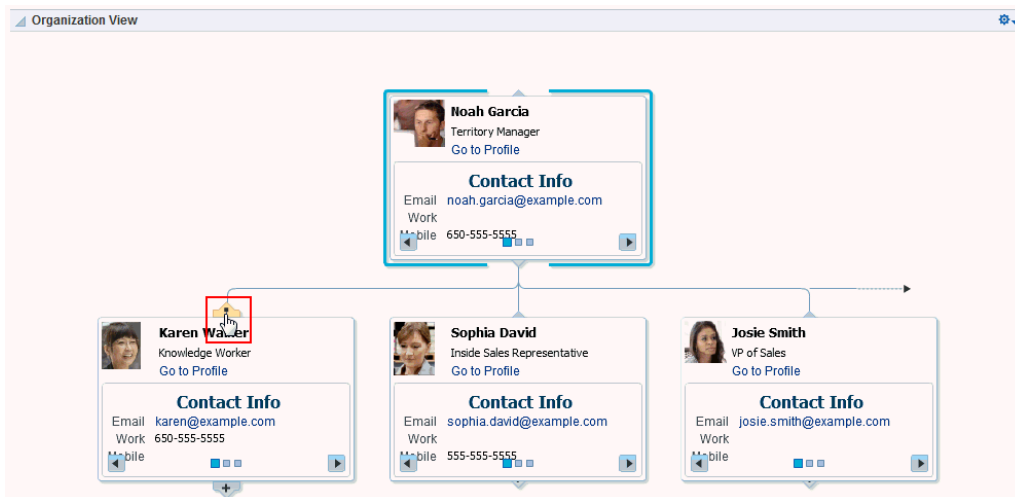 Organization View
Noah Garcia
Territory Manager
Go to Profile
Contact Info
Email noah.garcia@example.com
Work
Mobile 650-555-5555
Karen Walker
Knowledge Worker
Go to Profile
Contact Info
Email karen@example.com
Work 650-555-5555
Mobile
Sophia David
Inside Sales Representative
Go to Profile
Contact Info
Email sophia.david@example.com
Work
Mobile 555-555-5555
Josie Smith
VP of Sales
Go to Profile
Contact Info
Email josie.smith@example.com
Work
Mobile